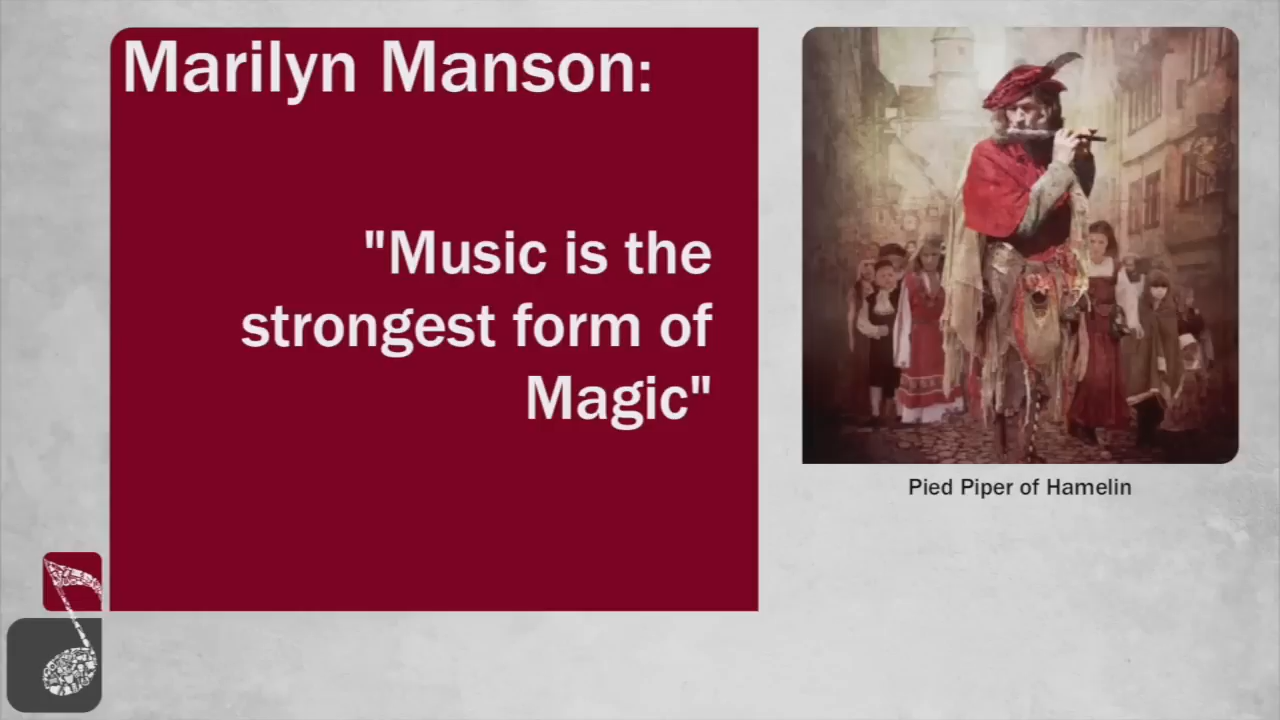 Marilyn Manson:
"Music is the
strongest form of
Magic"
Pied Piper of Hamelin